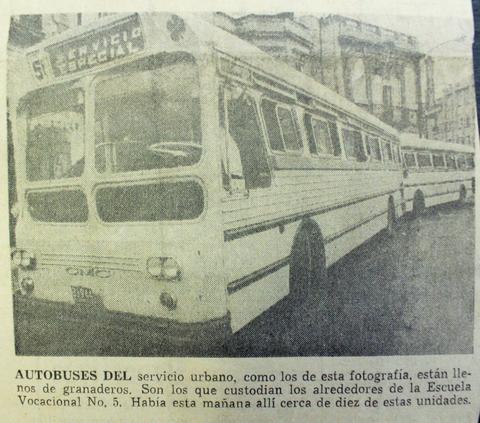 51 SERVICIO
ESPECIAL
GMC
AUTOBUSES DEL servicio urbano, como los de esta fotografía, están lle-
nos de granaderos. Son los que custodian los alrededores de la Escuela
Vocacional No. 5. Había esta mañana allí cerca de diez de estas unidades.